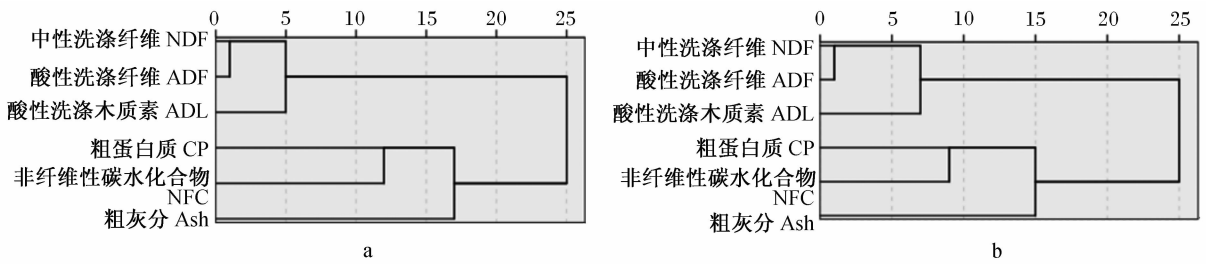 0 5 10 15 20 25
中性洗涤纤维 NDF
酸性洗涤纤维 ADF
酸性洗涤木质素 ADL
粗蛋白质 CP
非纤维性碳水化合物
NFC
粗灰分 Ash
a
0 5 10 15 20 25
中性洗涤纤维 NDF
酸性洗涤纤维 ADF
酸性洗涤木质素 ADL
粗蛋白质 CP
非纤维性碳水化合物
NFC
粗灰分 Ash
b